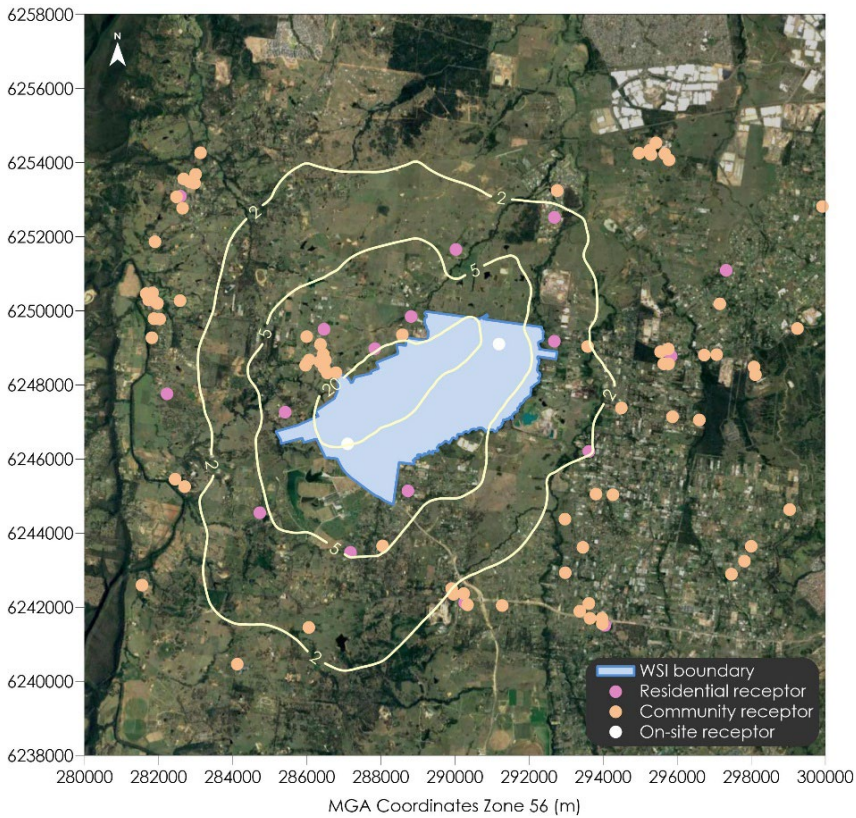 6258000
N
6256000
6254000
2
2
6252000
5
6250000
5
6248000
20
2
6246000
2
6244000
5
6242000
2
6240000
WSI boundary
Residential receptor
Community receptor
On-site receptor
6238000
280000 282000 284000 286000 288000 290000 292000 294000 296000 298000 300000
MGA Coordinates Zone 56 (m)